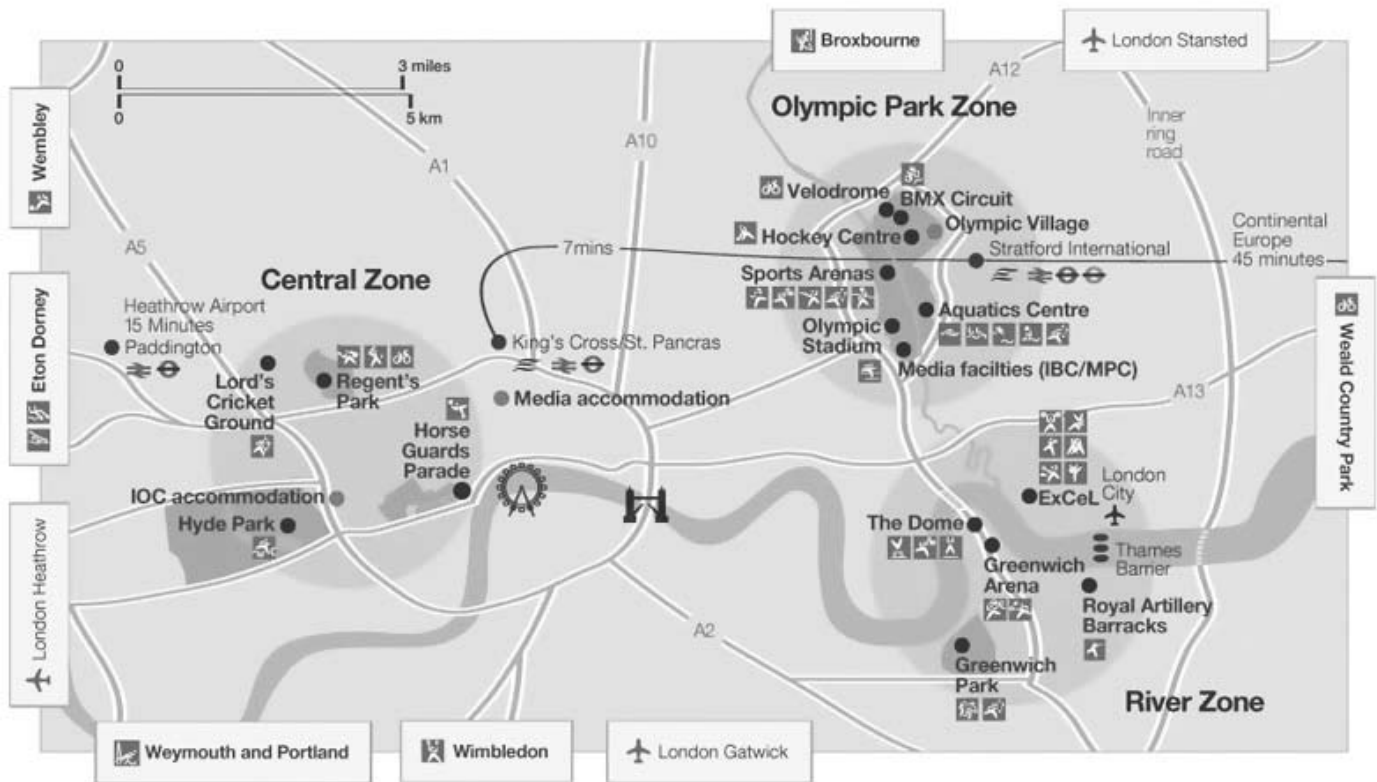 Broxbourne
London Stansted
0
3 miles
0
5 km
A12
Olympic Park Zone
Wembley
A1
A10
Inner
ring
road
Velodrome
BMX Circuit
Olympic Village
Hockey Centre
7mins
Stratford International
Continental
Europe
45 minutes
A5
Central Zone
Sports Arenas
Eton Dorney
Heathrow Airport
15 Minutes
Paddington
King's Cross/St. Pancras
Aquatics Centre
Olympic
Stadium
Weald Country Park
Lord's
Cricket
Ground
Regent's
Park
Media facilties (IBC/MPC)
Media accommodation
A13
Horse
Guards
Parade
London
City
ExCeL
IOC accommodation
Hyde Park
The Dome
Thames
Barrier
Greenwich
Arena
London Heathrow
Royal Artillery
Barracks
A2
Greenwich
Park
River Zone
Weymouth and Portland
Wimbledon
London Gatwick